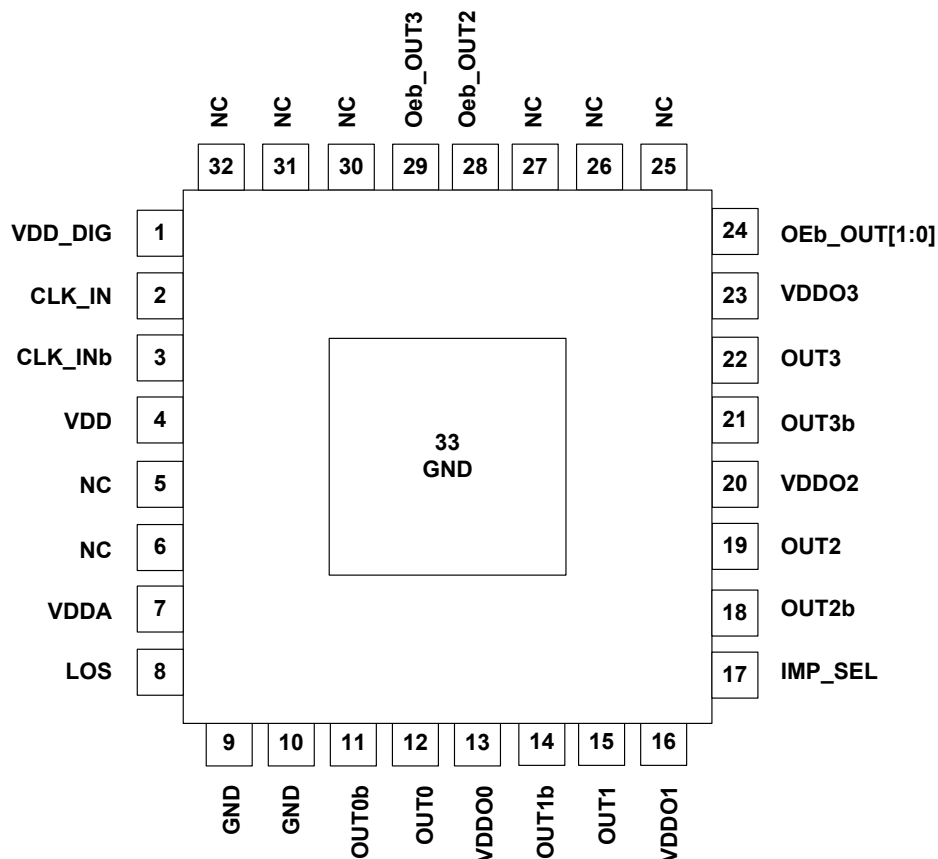 Oeb_OUT3
Oeb_OUT2
NC
NC
NC
NC
NC
NC
32
31
30
29
28
27
26
25
VDD_DIG
1
CLK_IN
2
CLK_INb
3
VDD
4
NC
5
NC
6
VDDA
7
LOS
8
33
GND
24
OEb_OUT[1:0]
23
VDDO3
22
OUT3
21
OUT3b
20
VDDO2
19
OUT2
18
OUT2b
17
IMP_SEL
9
10
11
12
13
14
15
16
GND
GND
OUT0b
OUT0
VDDO0
OUT1b
OUT1
VDDO1